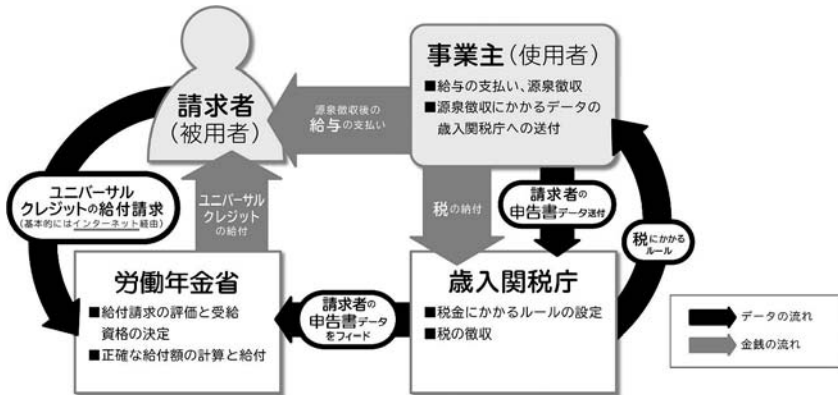 請求者
(被用者)
源泉徴収後の
給与の支払い
事業主(使用者)
■給与の支払い、源泉徴収
■源泉徴収にかかるデータの
歳入関税庁への送付
ユニバーサル
クレジットの給付請求
(基本的にはインターネット経由)
ユニバーサル
クレジット
の給付
税の納付
請求者の
申告書データ送付
税にかかる
ルール
労働年金省
■給付請求の評価と受給
資格の決定
■正確な給付額の計算と給付
請求者の
申告書データ
をフィード
歳入関税庁
■税金にかかるルールの設定
■税の徴収
データの流れ
金銭の流れ